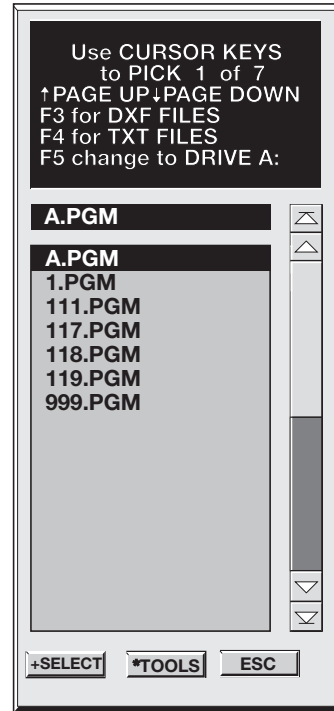 Use CURSOR KEYS
to PICK 1 of 7
↑PAGE UP↓PAGE DOWN
F3 for DXF FILES
F4 for TXT FILES
F5 change to DRIVE A:
A.PGM
A.PGM
1.PGM
111.PGM
117.PGM
118.PGM
119.PGM
999.PGM
+SELECT *TOOLS ESC